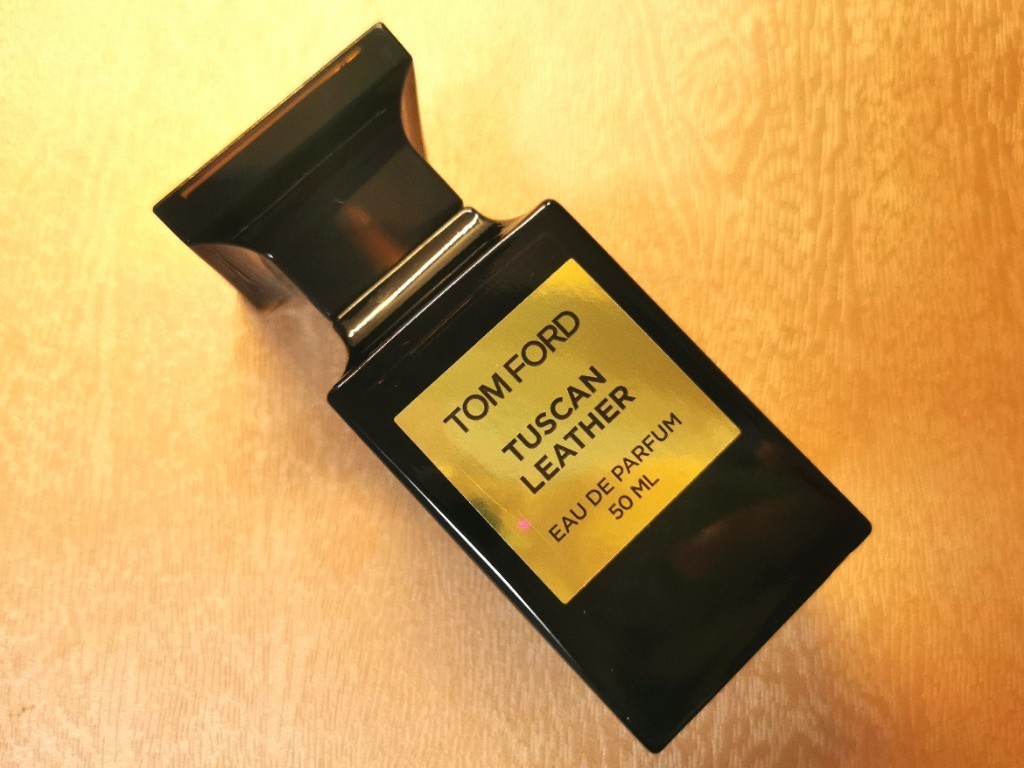 TOM FORD
TUSCAN
LEATHER
EAU DE PARFUM
50 ML